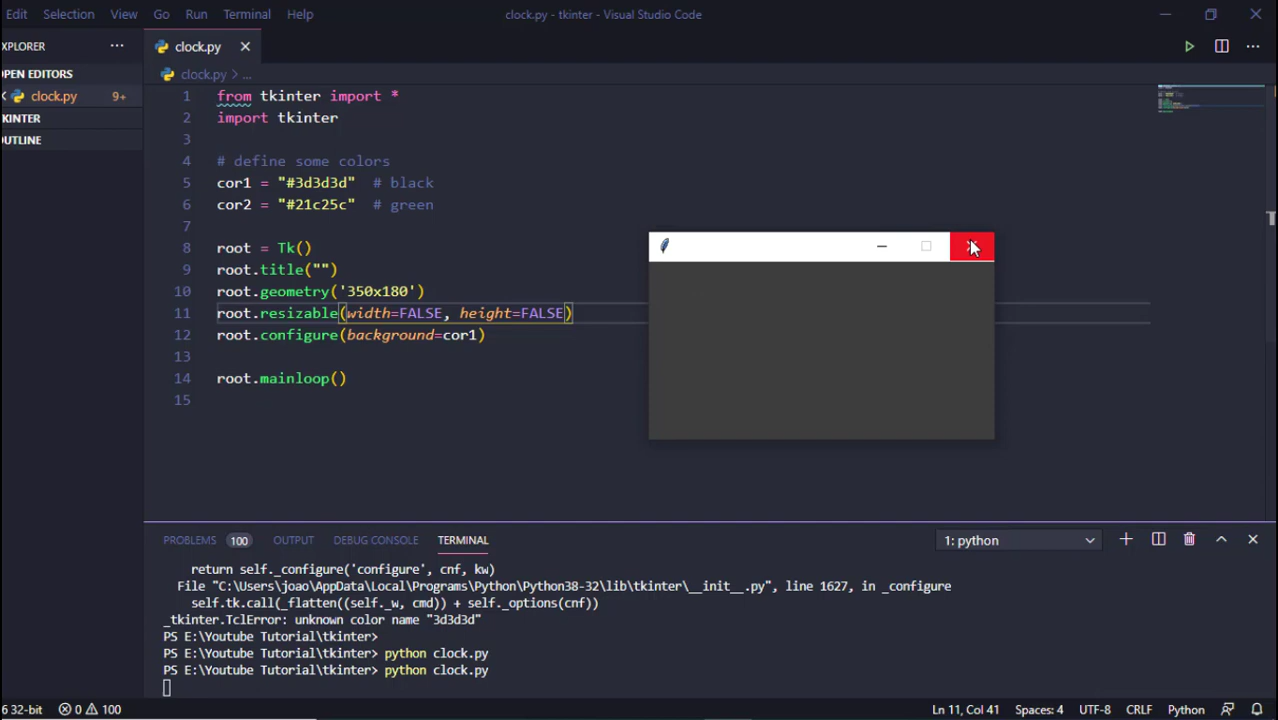 Edit Selection View Go Run Terminal Help clock.py - tkinter - Visual Studio Code
XPLORER ··· clock.py
OPEN EDITORS
clock.py 9+
KINTER
OUTLINE
clock.py > ...
1 from tkinter import *
2 import tkinter
3
4 # define some colors
5 cor1 = "#3d3d3d" # black
6 cor2 = "#21c25c" # green
7
8 root = Tk()
9 root.title("")
10 root.geometry('350x180')
11 root.resizable(width=FALSE, height=FALSE)
12 root.configure(background=cor1)
13
14 root.mainloop()
15
PROBLEMS 100 OUTPUT DEBUG CONSOLE TERMINAL 1: python
return self._configure('configure', cnf, kw)
File "C:\Users\joao\AppData\Local\Programs\Python\Python38-32\lib\tkinter\__init__.py", line 1627, in _configure
self.tk.call(_flatten((self._w, cmd)) + self._options(cnf))
_tkinter.TclError: unknown color name "3d3d3d"
PS E:\Youtube Tutorial\tkinter>
PS E:\Youtube Tutorial\tkinter> python clock.py
PS E:\Youtube Tutorial\tkinter> python clock.py
6 32-bit 0 100 Ln 11, Col 41 Spaces: 4 UTF-8 CRLF Python